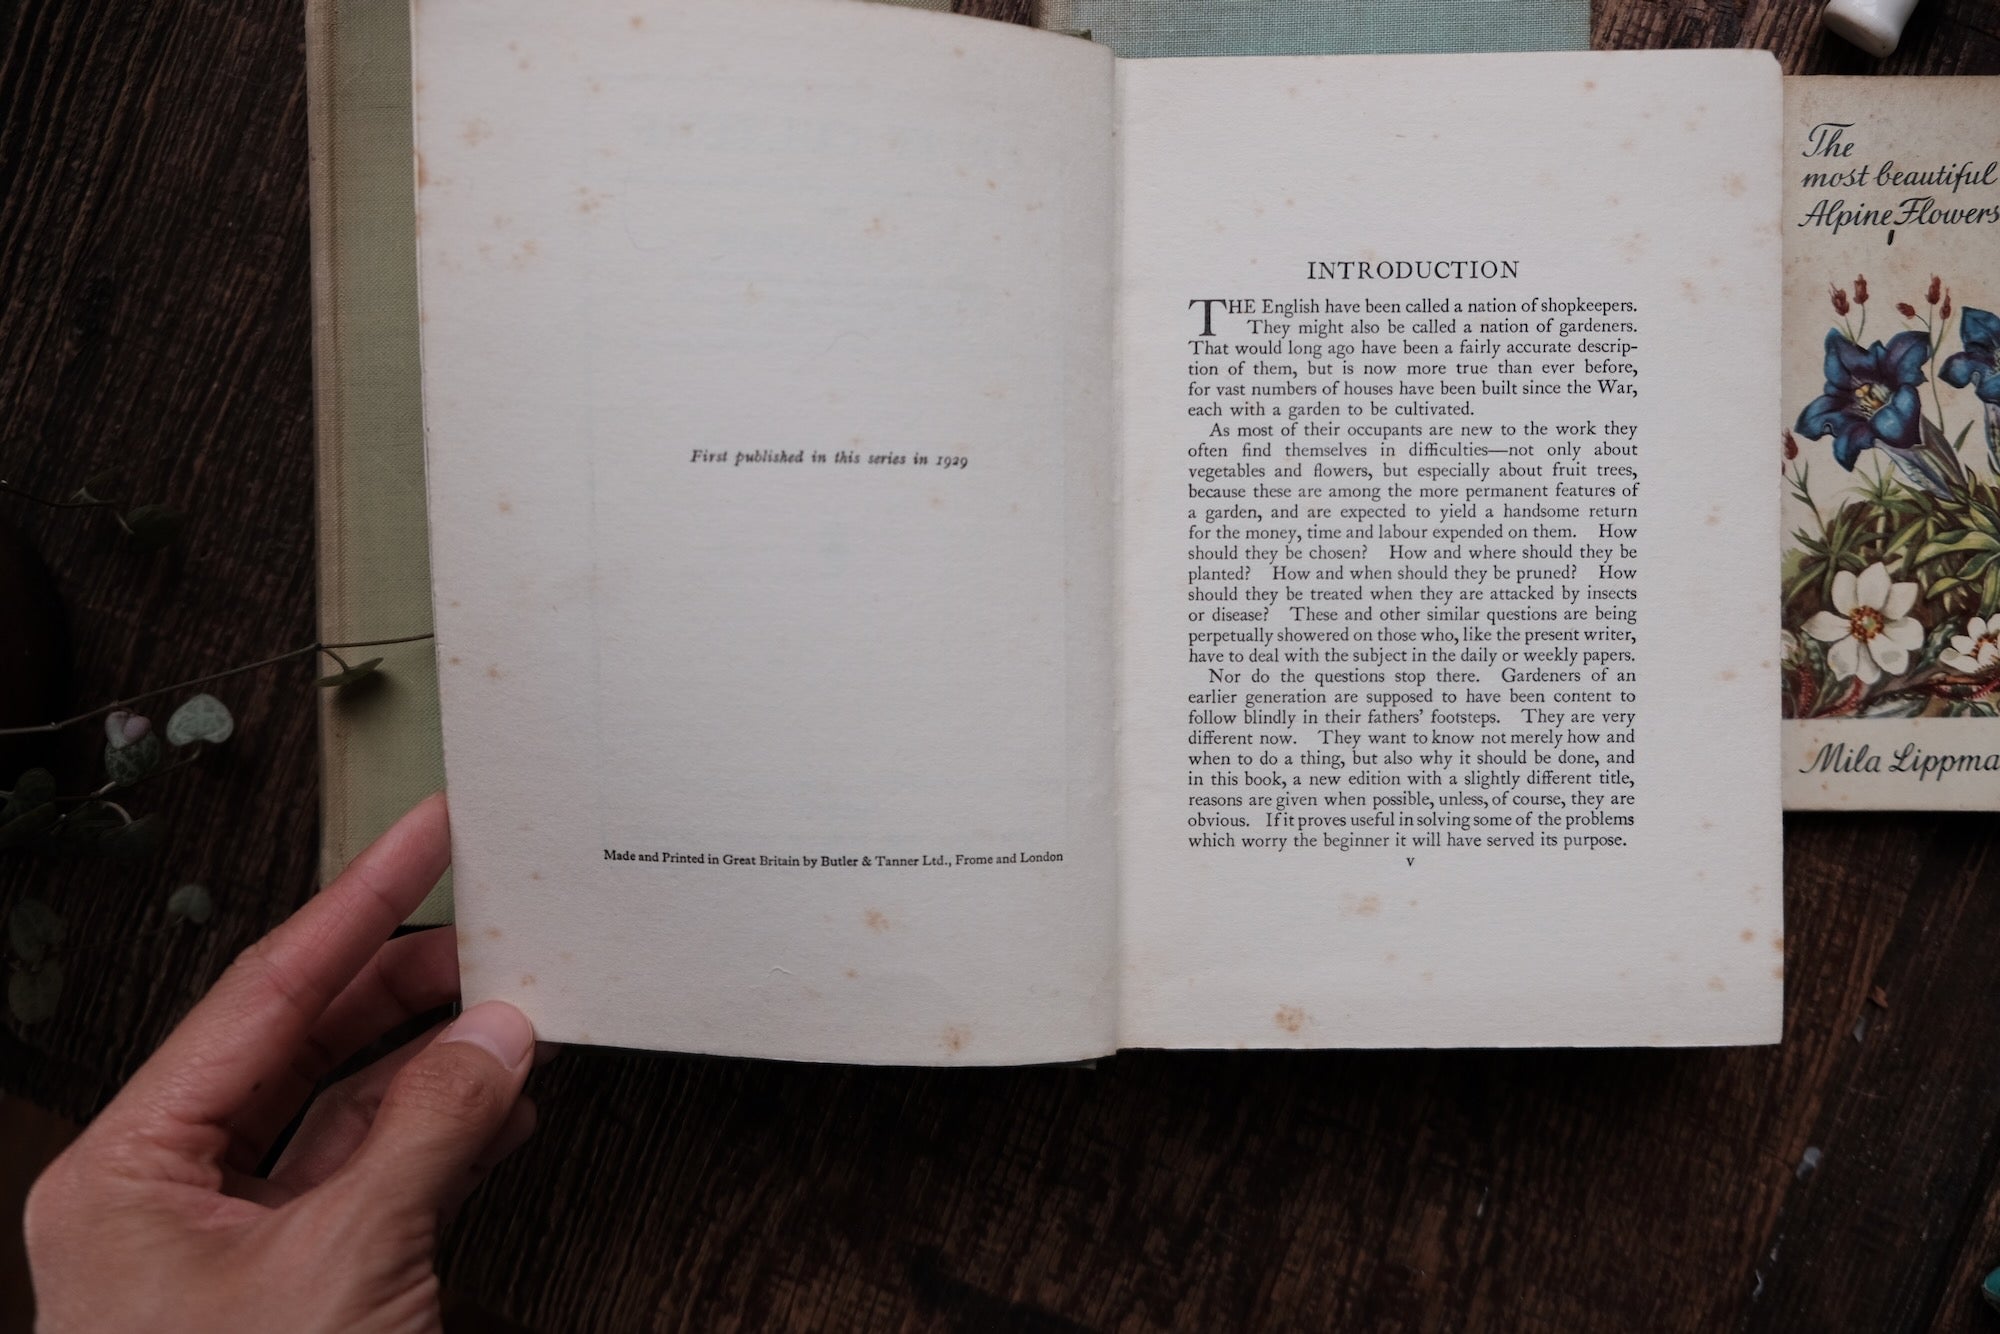 First published in this series in 1929
Made and Printed in Great Britain by Butler & Tanner Ltd., Frome and London
INTRODUCTION
THE English have been called a nation of shopkeepers.
They might also be called a nation of gardeners.
That would long ago have been a fairly accurate descrip-
tion of them, but is now more true than ever before,
for vast numbers of houses have been built since the War,
each with a garden to be cultivated.
As most of their occupants are new to the work they
often find themselves in difficulties—not only about
vegetables and flowers, but especially about fruit trees,
because these are among the more permanent features of
a garden, and are expected to yield a handsome return
for the money, time and labour expended on them. How
should they be chosen? How and where should they be
planted? How and when should they be pruned? How
should they be treated when they are attacked by insects
or disease? These and other similar questions are being
perpetually showered on those who, like the present writer,
have to deal with the subject in the daily or weekly papers.
Nor do the questions stop there. Gardeners of an
earlier generation are supposed to have been content to
follow blindly in their fathers' footsteps. They are very
different now. They want to know not merely how and
when to do a thing, but also why it should be done, and
in this book, a new edition with a slightly different title,
reasons are given when possible, unless, of course, they are
obvious. If it proves useful in solving some of the problems
which worry the beginner it will have served its purpose.
v
The
most beautiful
Alpine Flowers
Mila Lippma